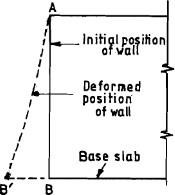 A
Initial position
of wall
Deformed
position
of wall
Base slab
B'
B